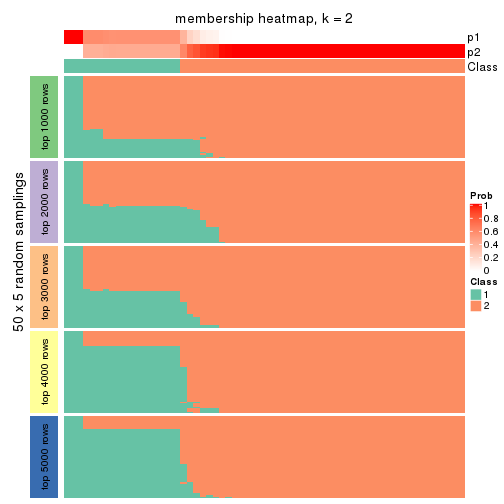 membership heatmap, k = 2
p1
p2
Class
50 x 5 random samplings
top 1000 rows
top 2000 rows
top 3000 rows
top 4000 rows
top 5000 rows
Prob
1
0.8
0.6
0.4
0.2
0
Class
1
2